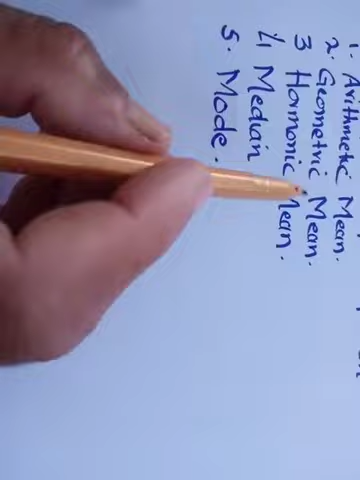 1. Arithmetic Mean.
2. Geometric Mean.
3 Harmonic Mean.
4 Median
5. Mode.